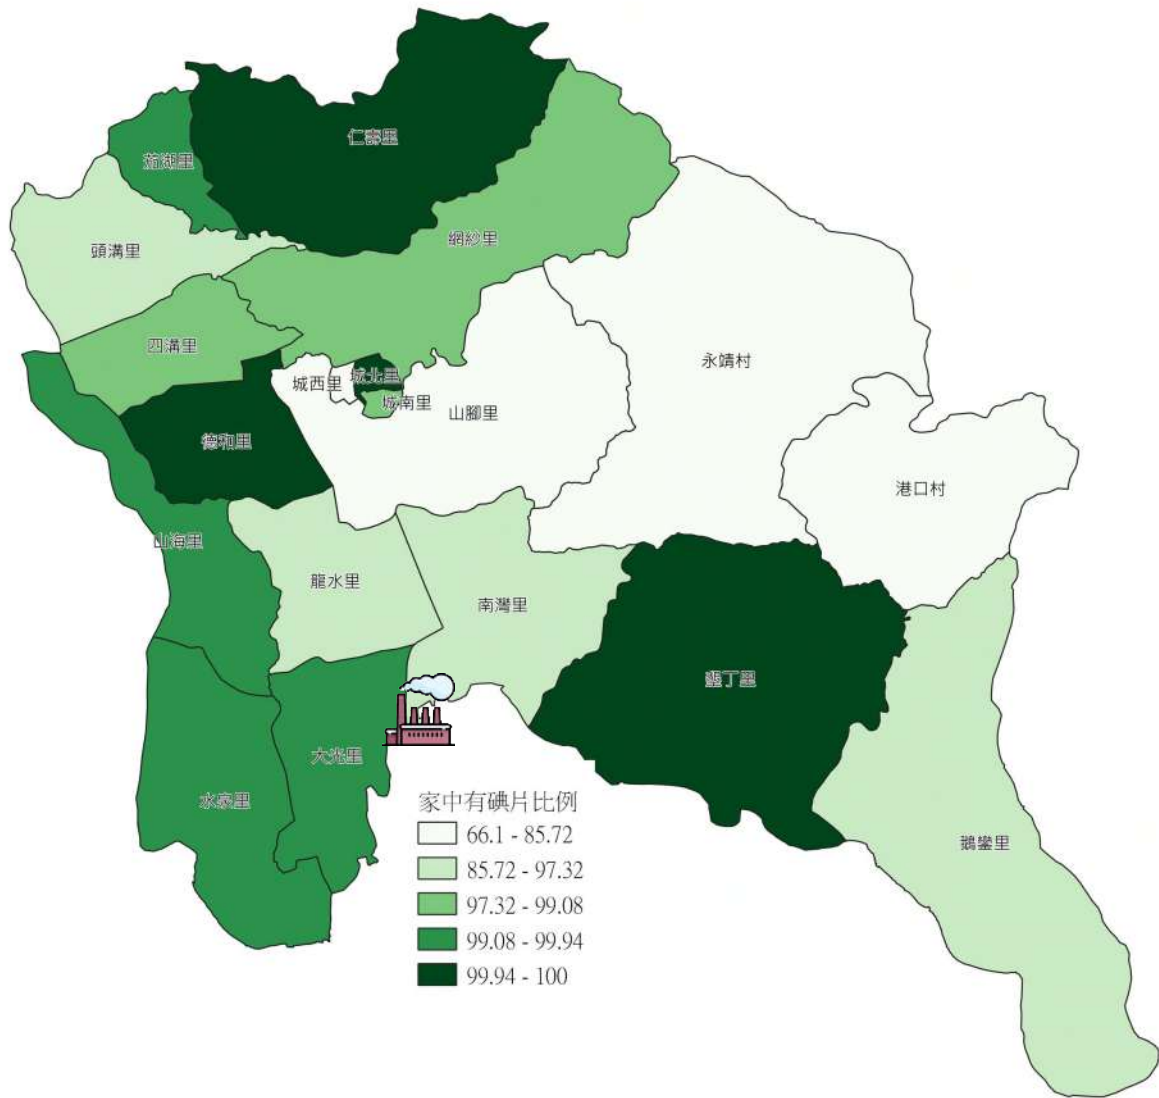 仁壽里
茄湖里
網紗里
頭溝里
四溝里
永靖村
城西里
城北里
城南里
山腳里
德和里
港口村
山海里
龍水里
南灣里
墾丁里
大光里
水泉里
鵝鑾里
家中有碘片比例
66.1 - 85.72
85.72 - 97.32
97.32 - 99.08
99.08 - 99.94
99.94 - 100